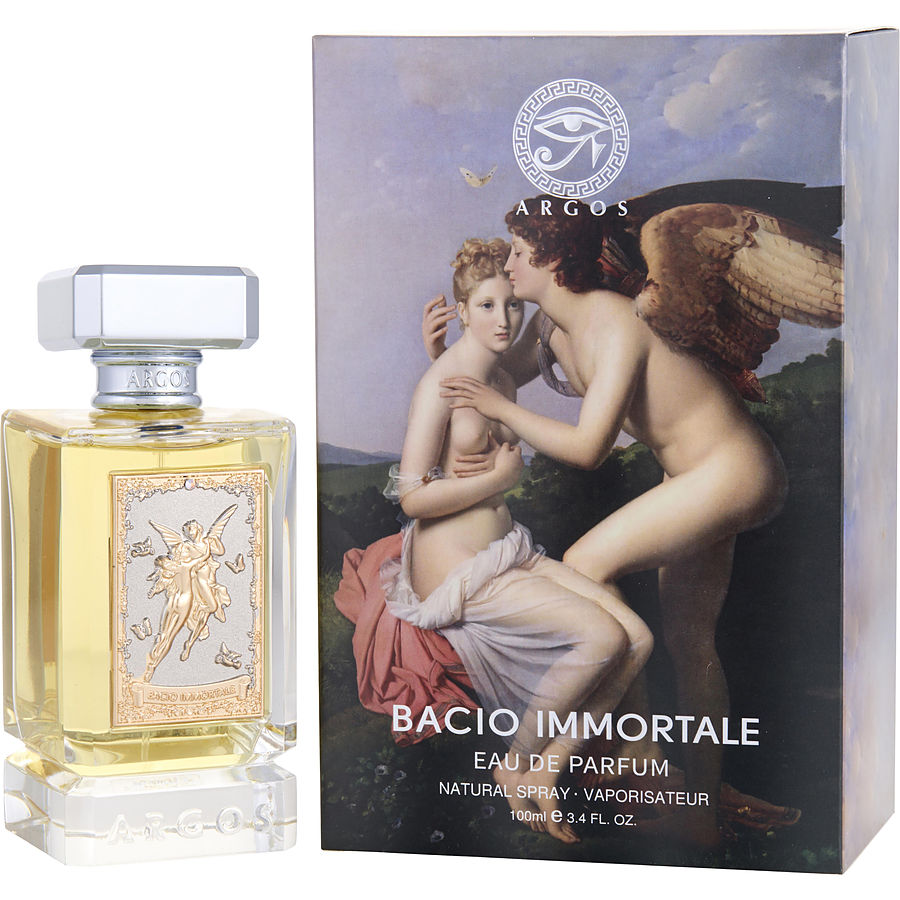 ARGOS
BACIO IMMORTALE
EAU DE PARFUM
NATURAL SPRAY · VAPORISATEUR
100ml ℮ 3.4 FL. OZ.
ARGOS
BACIO IMMORTALE
ARGOS